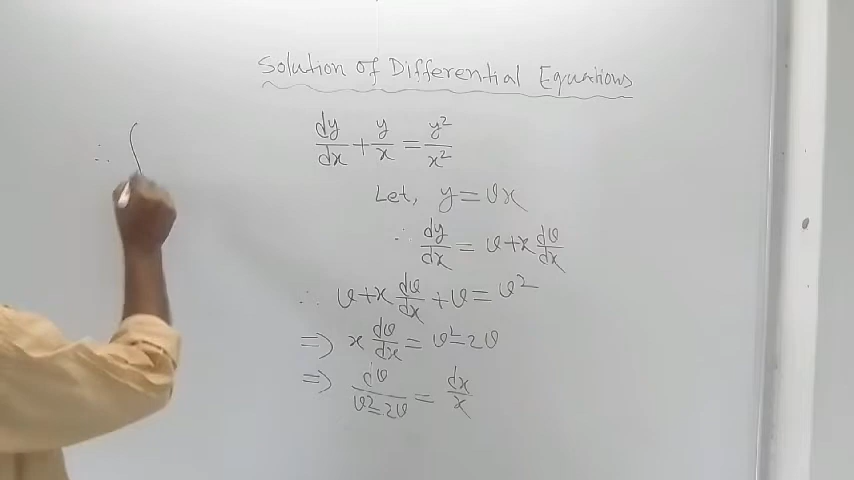 Solution of Differential Equations
dy/dx + y/x = y²/x²
Let, y = vx
∴ dy/dx = v + x dv/dx
∴ v + x dv/dx + v = v²
=> x dv/dx = v² - 2v
=> dv/(v² - 2v) = dx/x
∴ ∫